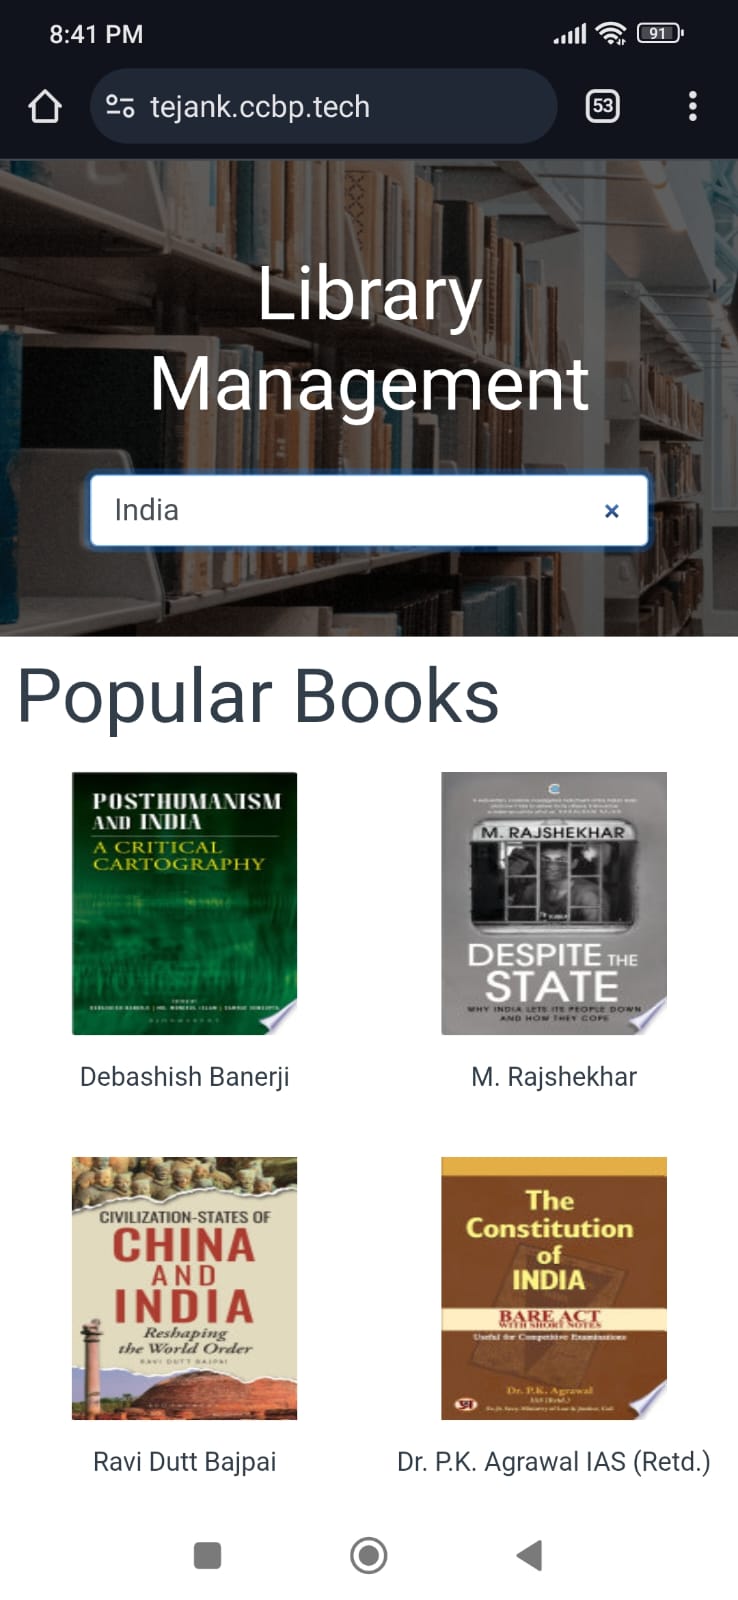 8:41 PM
91
tejank.ccbp.tech
53
Library
Management
India
×
Popular Books
POSTHUMANISM
AND INDIA
A CRITICAL
CARTOGRAPHY
BLOOMSBURY
Debashish Banerji
M. RAJSHEKHAR
DESPITE THE
STATE
WHY INDIA LETS ITS PEOPLE DOWN
AND HOW THEY COPE
M. Rajshekhar
CIVILIZATION-STATES OF
CHINA
AND
INDIA
Reshaping
the World Order
RAVI DUTT BAJPAI
Ravi Dutt Bajpai
The
Constitution
of
INDIA
BARE ACT
WITH SHORT NOTES
Useful for Competitive Examinations
Dr. P.K. Agrawal
IAS (Retd.)
Dr. P.K. Agrawal IAS (Retd.)